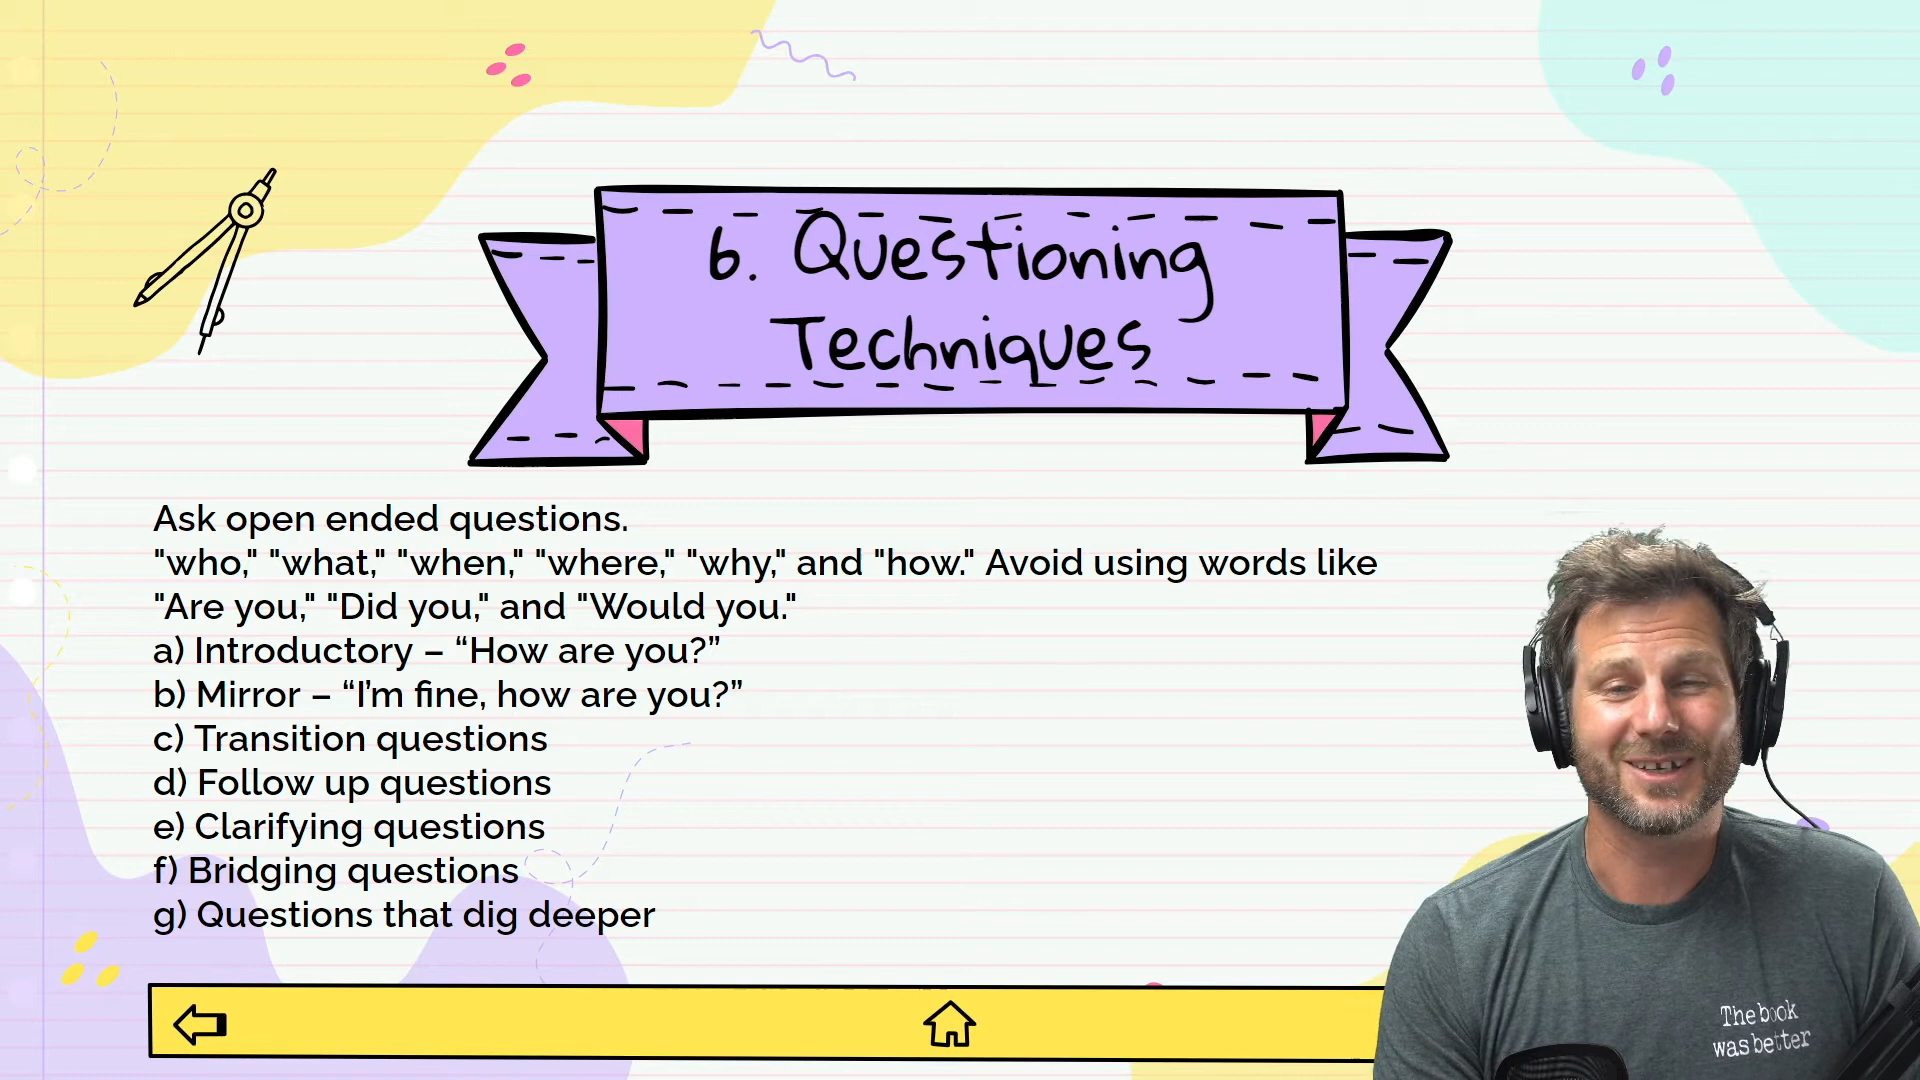 6. Questioning
Techniques
Ask open ended questions.
"who," "what," "when," "where," "why," and "how." Avoid using words like
"Are you," "Did you," and "Would you."
a) Introductory – “How are you?”
b) Mirror – “I’m fine, how are you?”
c) Transition questions
d) Follow up questions
e) Clarifying questions
f) Bridging questions
g) Questions that dig deeper
The book
was better